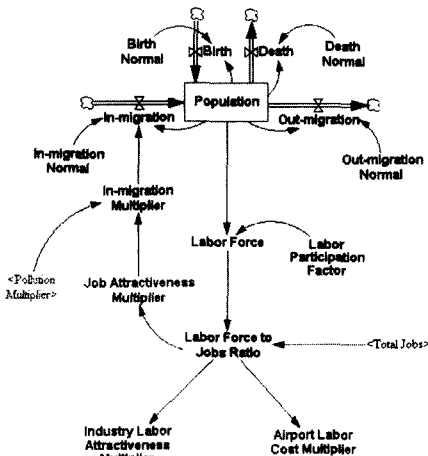 Birth
Normal
Birth
Death
Death
Normal
Population
In-migration
Out-migration
In-migration
Normal
Out-migration
Normal
In-migration
Multiplier
Labor Force
Labor
Participation
Factor
<Pollution
Multiplier>
Job Attractiveness
Multiplier
Labor Force to
Jobs Ratio
<Total Jobs>
Industry Labor
Attractiveness
Multiplier
Airport Labor
Cost Multiplier